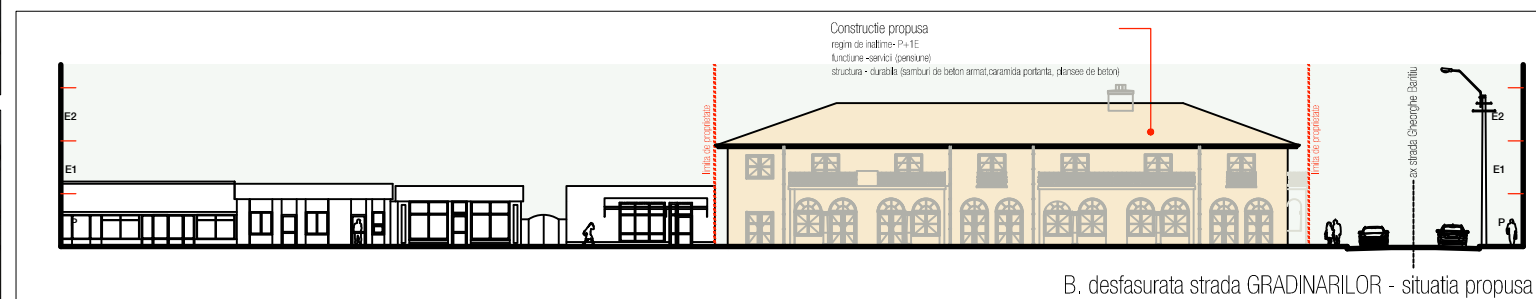 Constructie propusa
regim de inaltime- P+1E
functiune -servicii (pensiune)
structura - durabila (samburi de beton armat,caramida portanta, plansee de beton)
E2
E1
P
limita de proprietate
limita de proprietate
ax strada Gheorghe Baritiu
E2
E1
P
B. desfasurata strada GRADINARILOR - situatia propusa